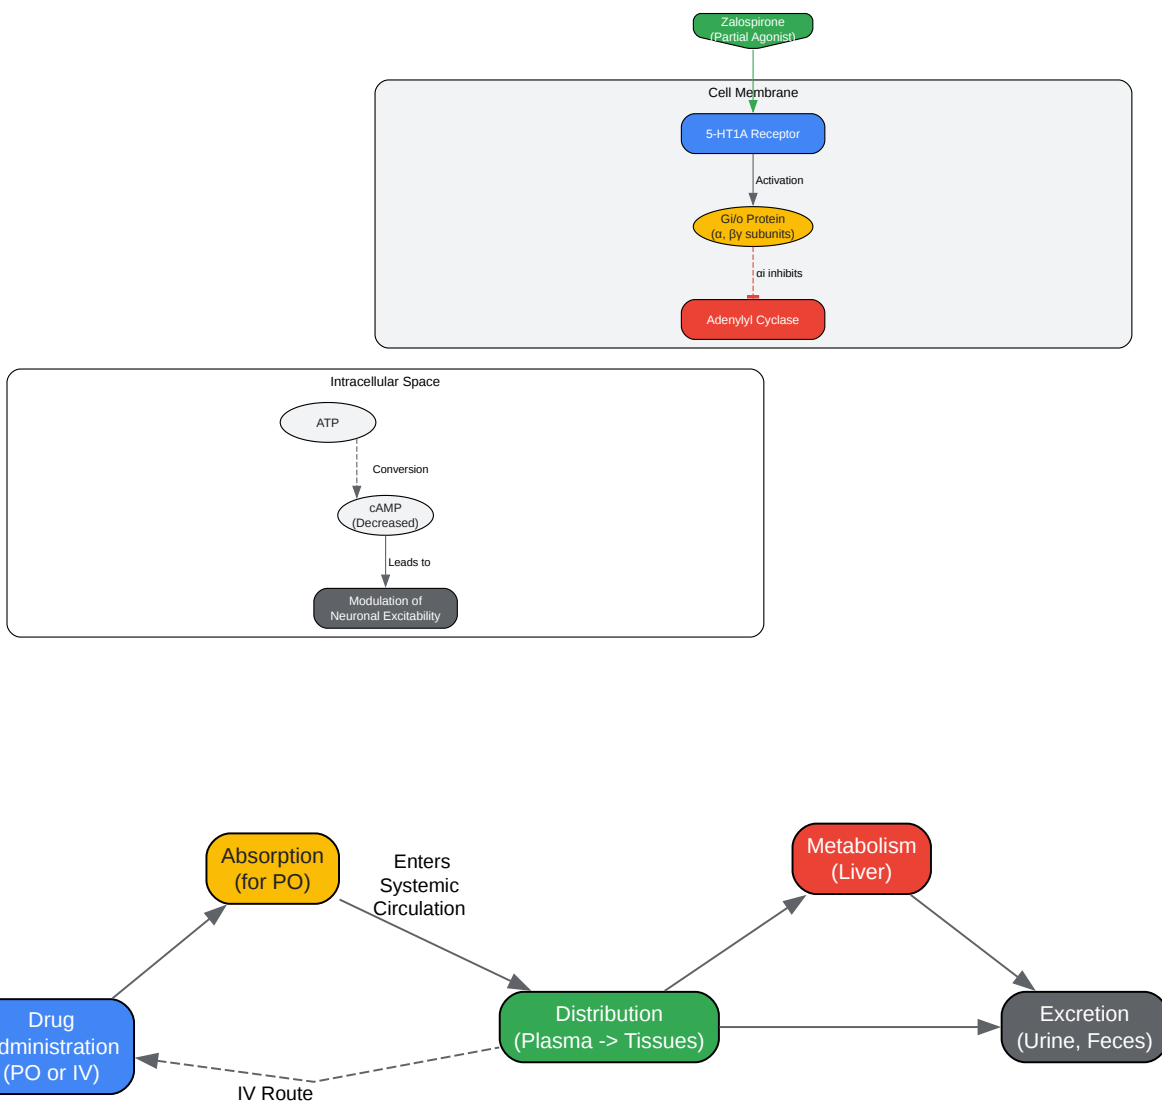 Zalospirone
(Partial Agonist)
Cell Membrane
5-HT1A Receptor
Activation
Gi/o Protein
(α, βγ subunits)
αi inhibits
Adenylyl Cyclase
Intracellular Space
ATP
Conversion
cAMP
(Decreased)
Leads to
Modulation of
Neuronal Excitability
Absorption
(for PO)
Enters
Systemic
Circulation
Metabolism
(Liver)
Drug
dministration
(PO or IV)
IV Route
Distribution
(Plasma -> Tissues)
Excretion
(Urine, Feces)